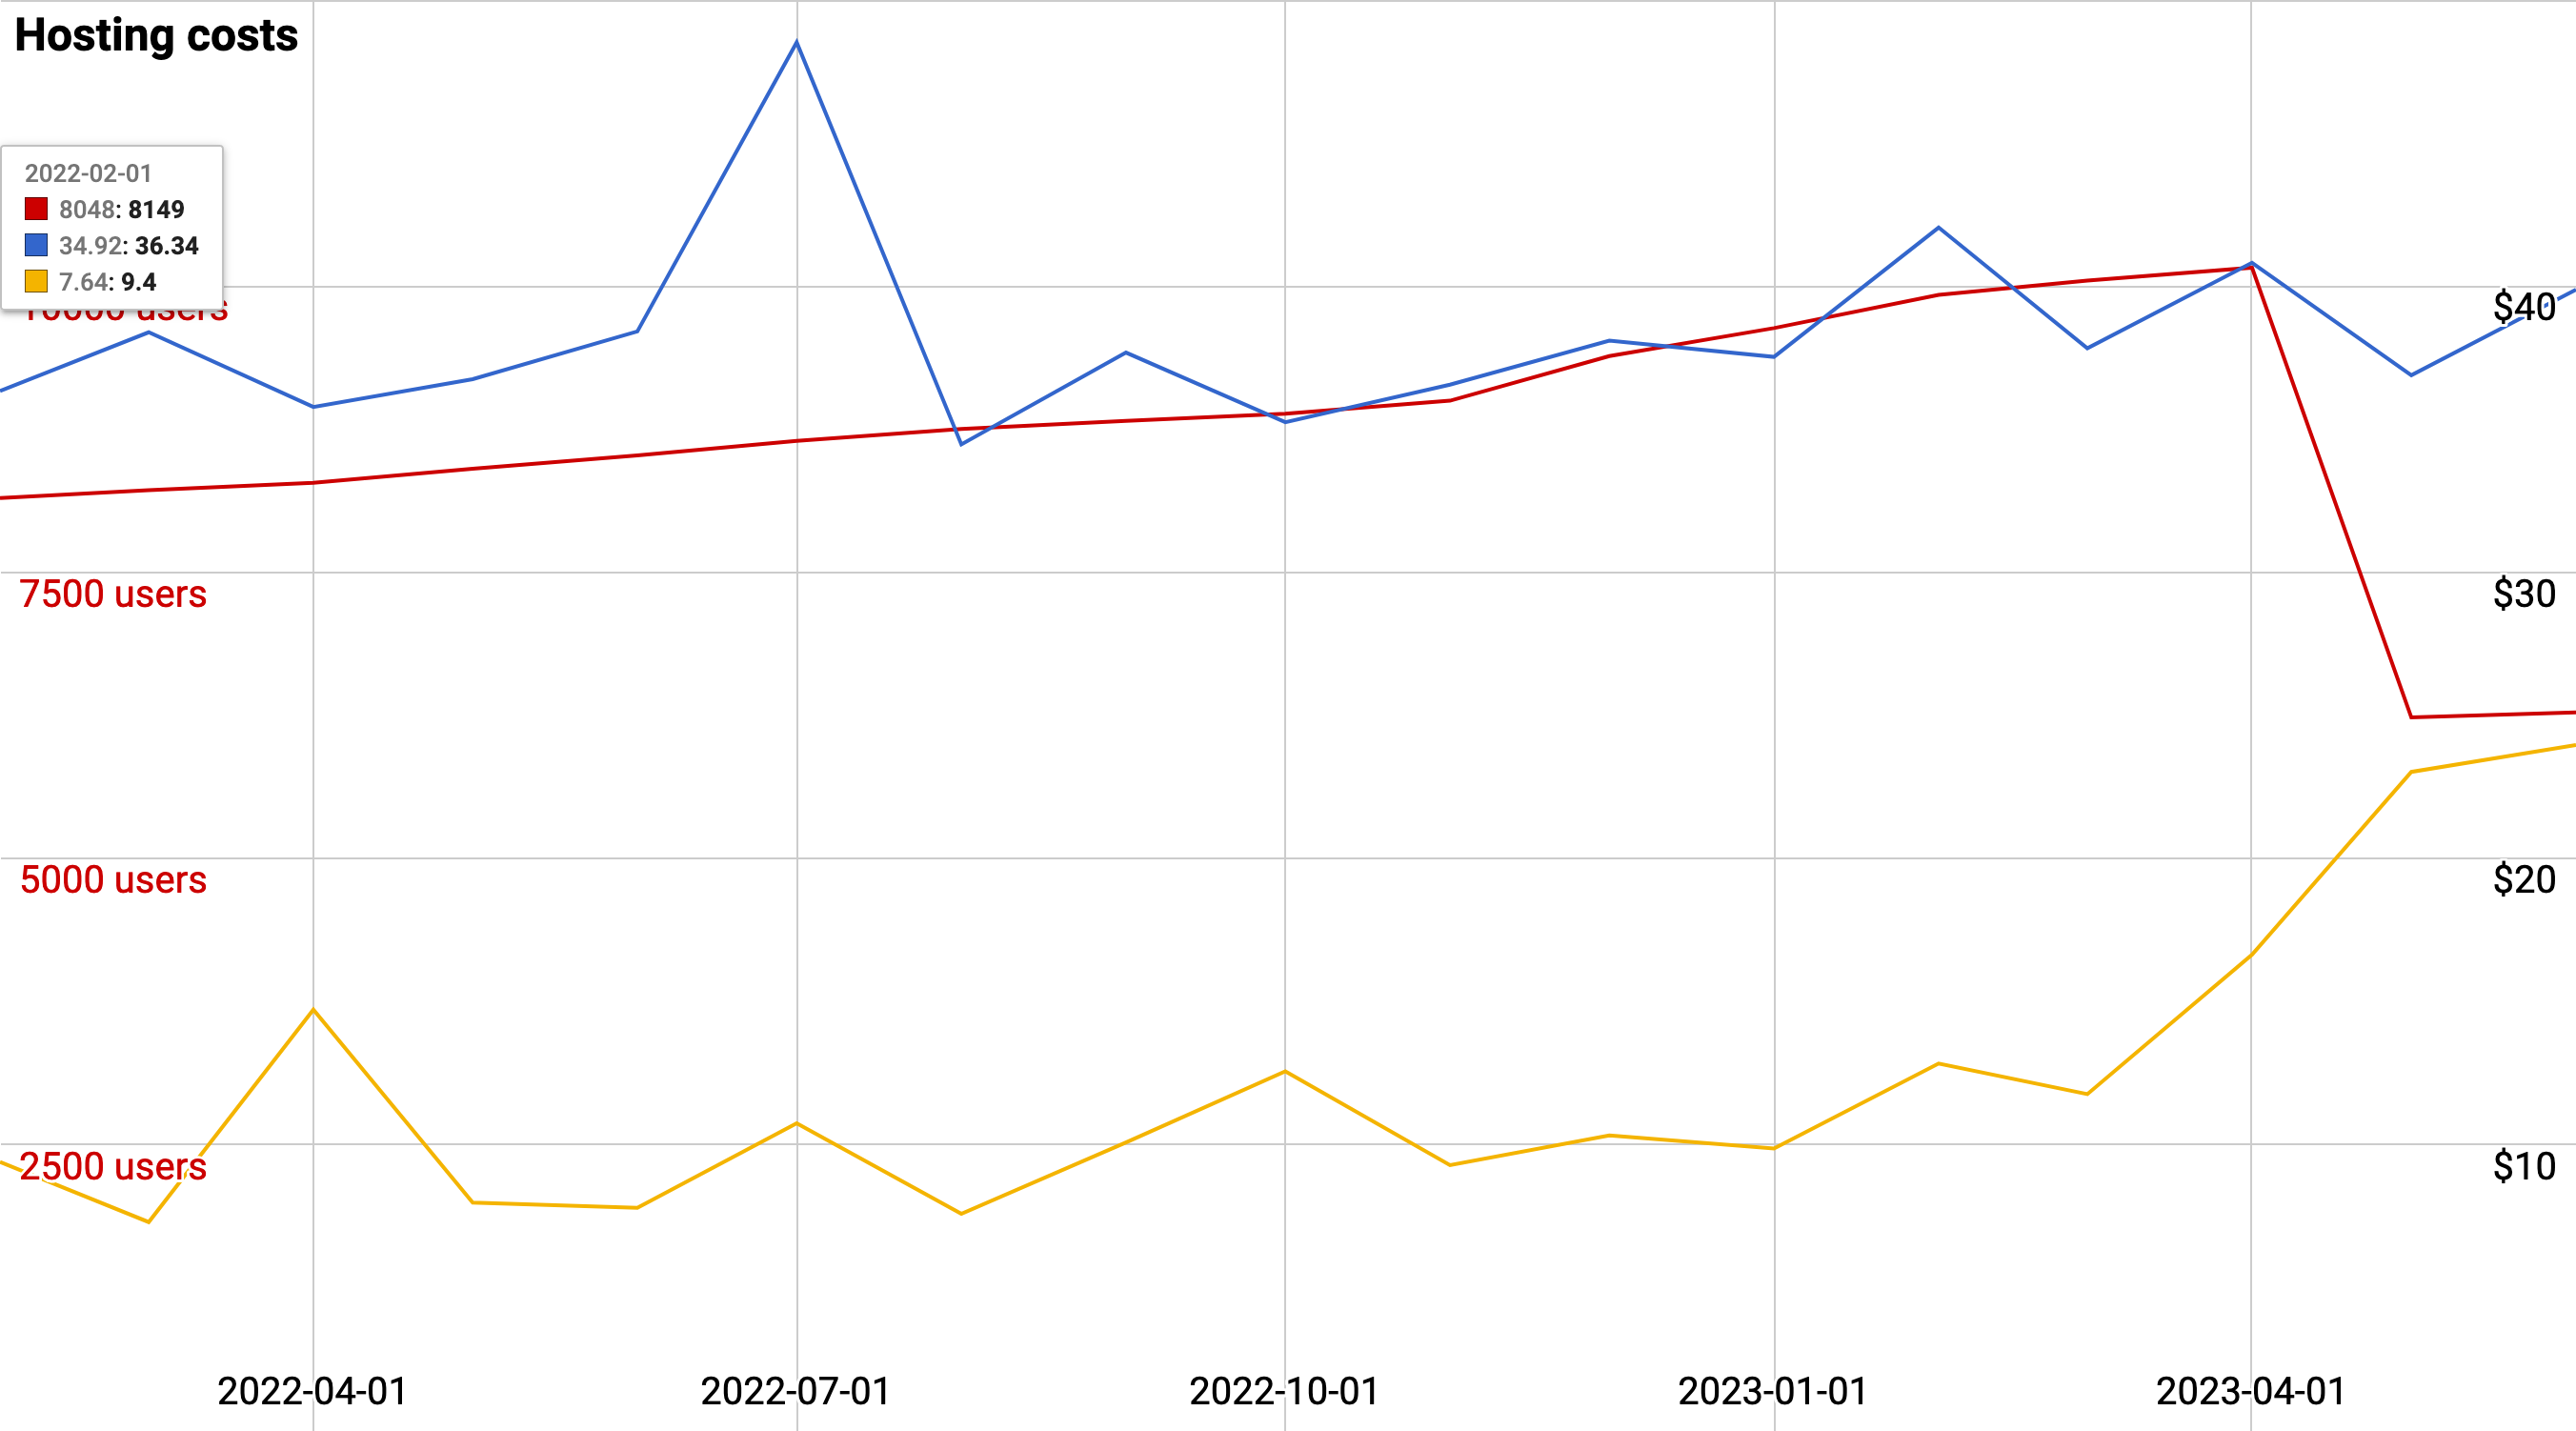 Hosting costs
2022-02-01
8048: 8149
34.92: 36.34
7.64: 9.4
10000 users
$40
7500 users
$30
5000 users
$20
2500 users
$10
2022-04-01
2022-07-01
2022-10-01
2023-01-01
2023-04-01